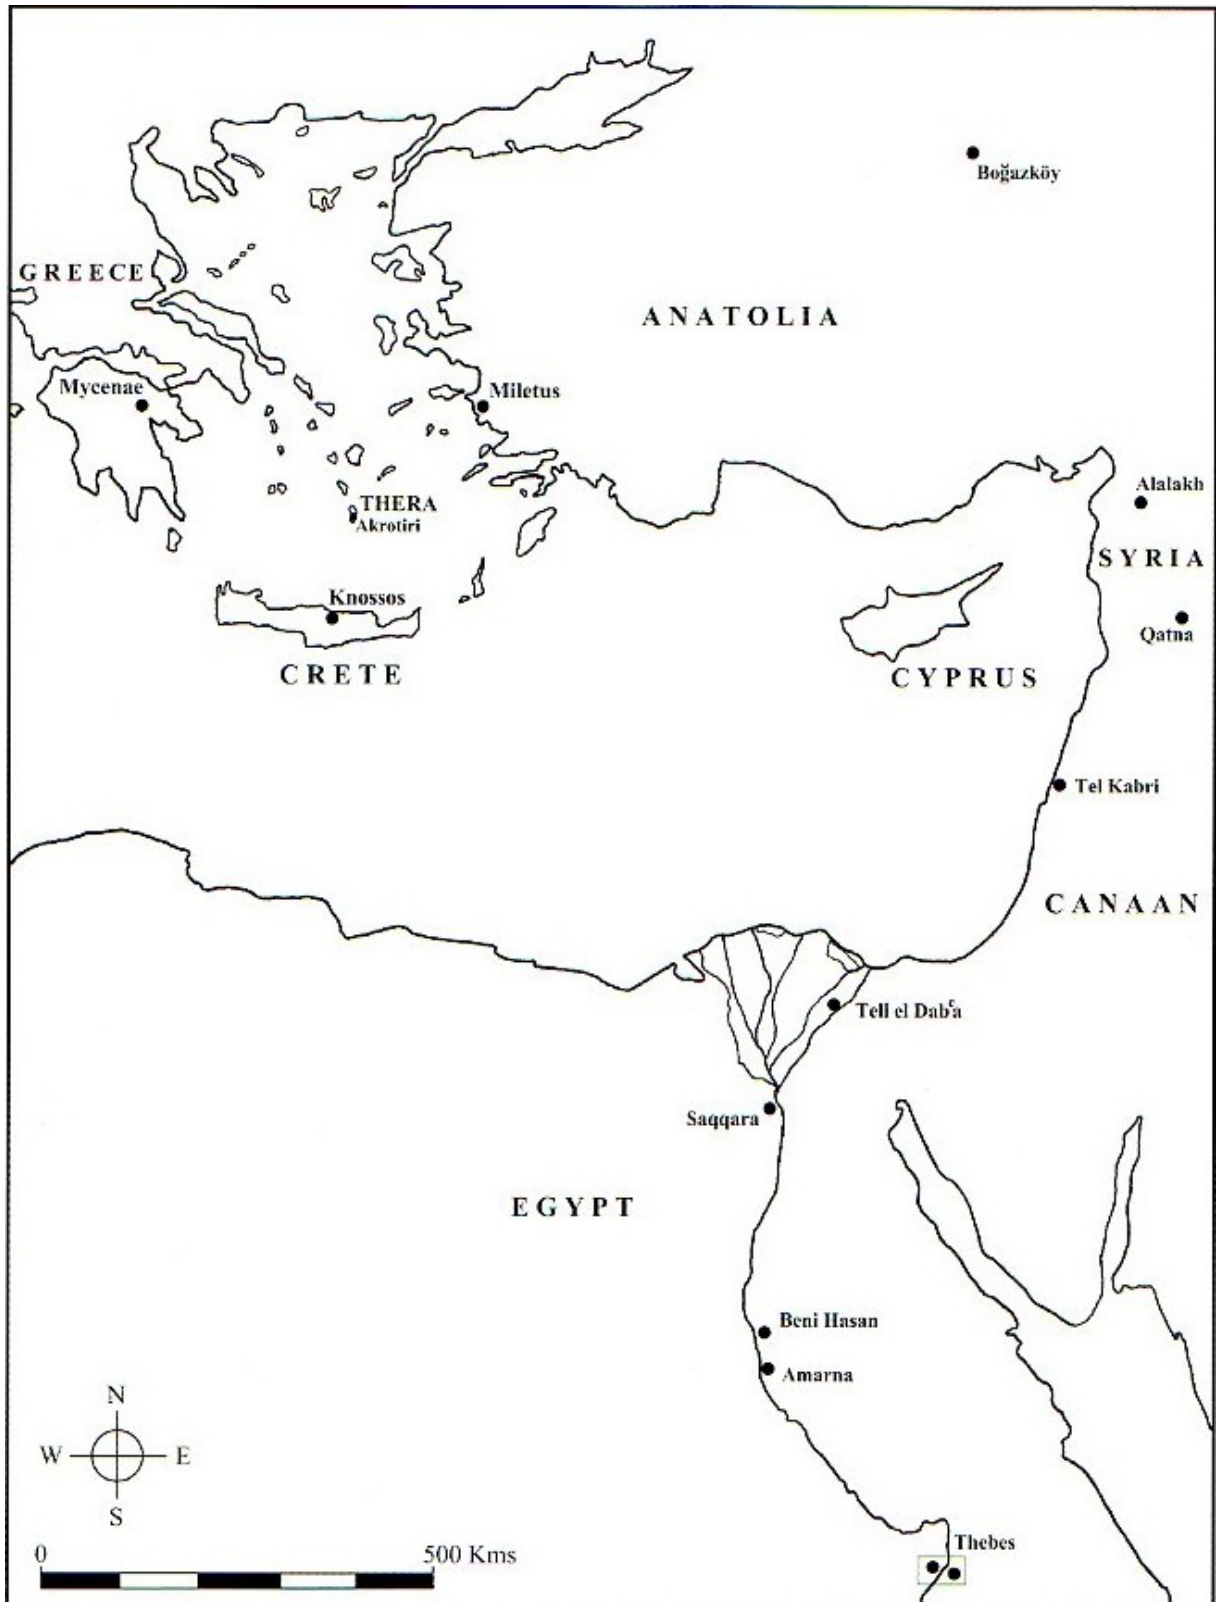 Boğazköy
GREECE
ANATOLIA
Mycenae
Miletus
Alalakh
THERA
Akrotiri
SYRIA
Knossos
Qatna
CRETE
CYPRUS
Tel Kabri
CANAAN
Tell el Dabᶜa
Saqqara
EGYPT
Beni Hasan
Amarna
N
W E
S
Thebes
0 500 Kms